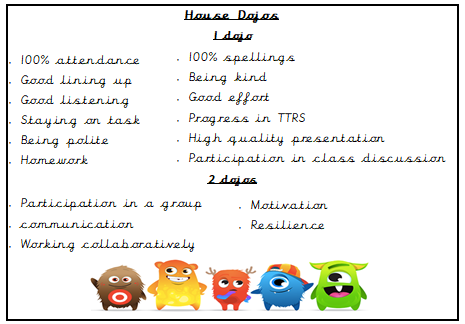 House Dojos
1 dojo
. 100% attendance
. Good lining up
. Good listening
. Staying on task
. Being polite
. Homework
. 100% spellings
. Being kind
. Good effort
. Progress in TTRS
. High quality presentation
. Participation in class discussion
2 dojos
. Participation in a group
. communication
. Working collaboratively
. Motivation
. Resilience